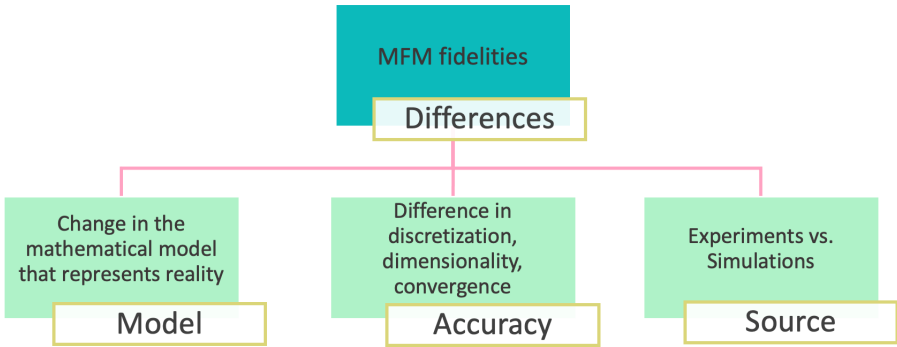 MFM fidelities
Differences
Change in the
mathematical model
that represents reality
Model
Difference in
discretization,
dimensionality,
convergence
Accuracy
Experiments vs.
Simulations
Source